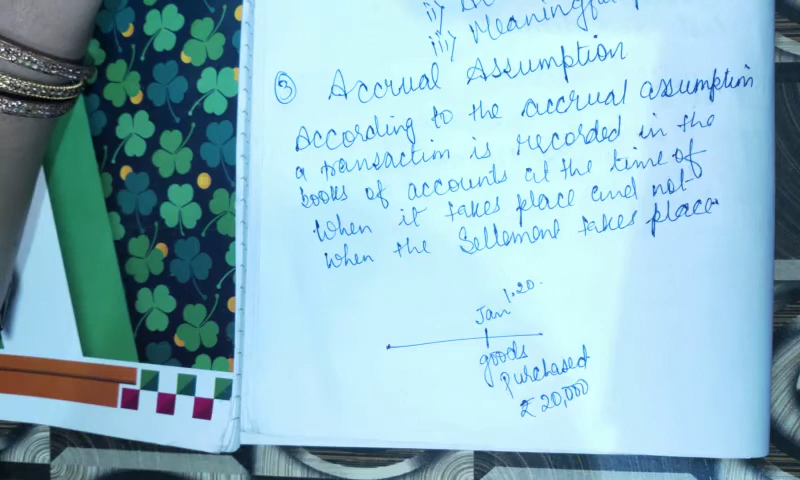 ii)
iii) Meaningful
③ Accrual Assumption
According to the accrual assumption
a transaction is recorded in the
books of accounts at the time of
when it takes place and not
when the Settlement takes place
Jan 1.20.
goods
purchased
₹ 20,000